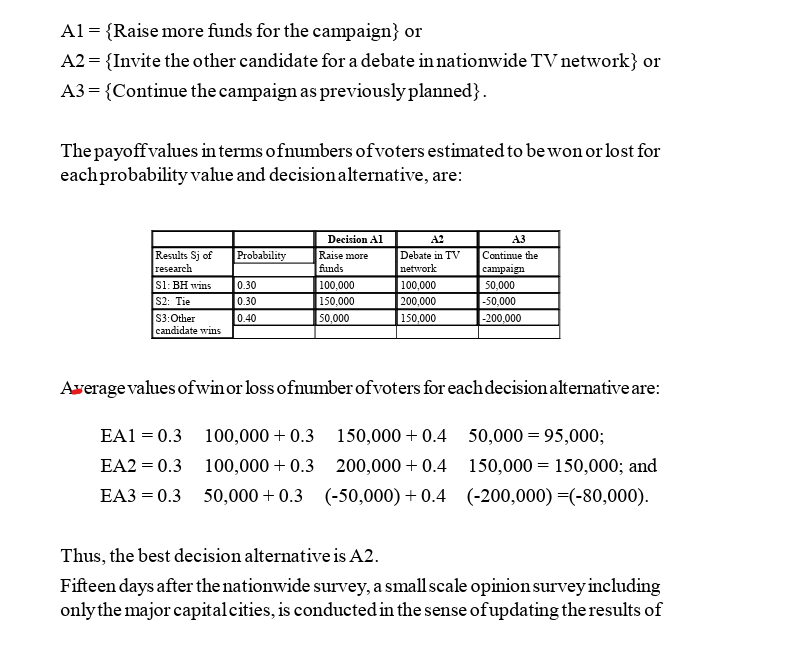 A1 = {Raise more funds for the campaign} or
A2 = {Invite the other candidate for a debate in nationwide TV network} or
A3 = {Continue the campaign as previously planned}.
The payoff values in terms of numbers of voters estimated to be won or lost for
each probability value and decision alternative, are:
Decision A1 A2 A3
Results Sj of research Probability Raise more funds Debate in TV network Continue the campaign
S1: BH wins 0.30 100,000 100,000 50,000
S2: Tie 0.30 150,000 200,000 -50,000
S3:Other candidate wins 0.40 50,000 150,000 -200,000
Average values of win or loss of number of voters for each decision alternative are:
EA1 = 0.3 100,000 + 0.3 150,000 + 0.4 50,000 = 95,000;
EA2 = 0.3 100,000 + 0.3 200,000 + 0.4 150,000 = 150,000; and
EA3 = 0.3 50,000 + 0.3 (-50,000) + 0.4 (-200,000) =(-80,000).
Thus, the best decision alternative is A2.
Fifteen days after the nationwide survey, a small scale opinion survey including
only the major capital cities, is conducted in the sense of updating the results of